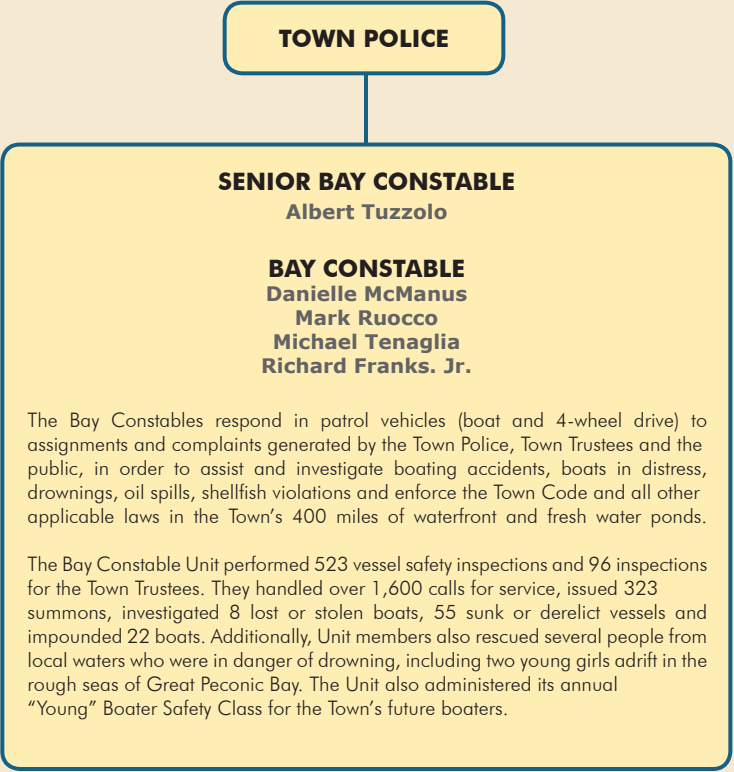 TOWN POLICE
SENIOR BAY CONSTABLE
Albert Tuzzolo
BAY CONSTABLE
Danielle McManus
Mark Ruocco
Michael Tenaglia
Richard Franks. Jr.
The Bay Constables respond in patrol vehicles (boat and 4-wheel drive) to
assignments and complaints generated by the Town Police, Town Trustees and the
public, in order to assist and investigate boating accidents, boats in distress,
drownings, oil spills, shellfish violations and enforce the Town Code and all other
applicable laws in the Town’s 400 miles of waterfront and fresh water ponds.
The Bay Constable Unit performed 523 vessel safety inspections and 96 inspections
for the Town Trustees. They handled over 1,600 calls for service, issued 323
summons, investigated 8 lost or stolen boats, 55 sunk or derelict vessels and
impounded 22 boats. Additionally, Unit members also rescued several people from
local waters who were in danger of drowning, including two young girls adrift in the
rough seas of Great Peconic Bay. The Unit also administered its annual
“Young” Boater Safety Class for the Town’s future boaters.